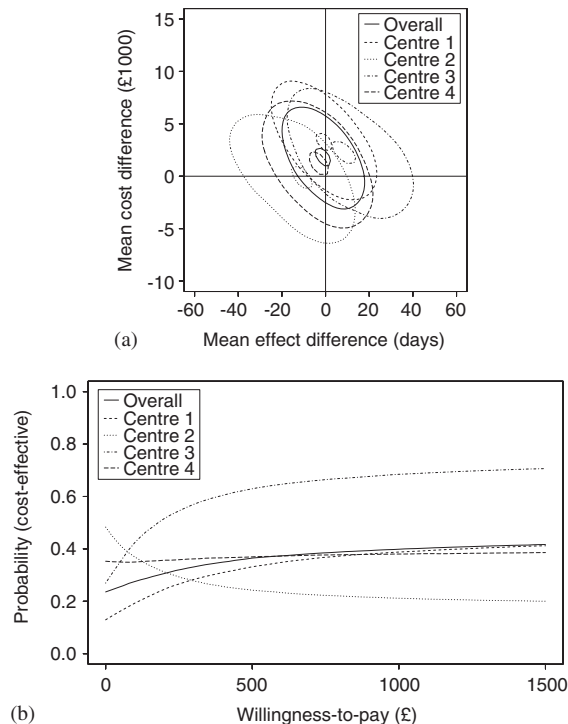 15
10
5
0
-5
-10
Mean cost difference (£1000)
Overall
Centre 1
Centre 2
Centre 3
Centre 4
-60 -40 -20 0 20 40 60
(a) Mean effect difference (days)
1.0
0.8
0.6
0.4
0.2
0.0
Probability (cost-effective)
Overall
Centre 1
Centre 2
Centre 3
Centre 4
0 500 1000 1500
(b) Willingness-to-pay (£)